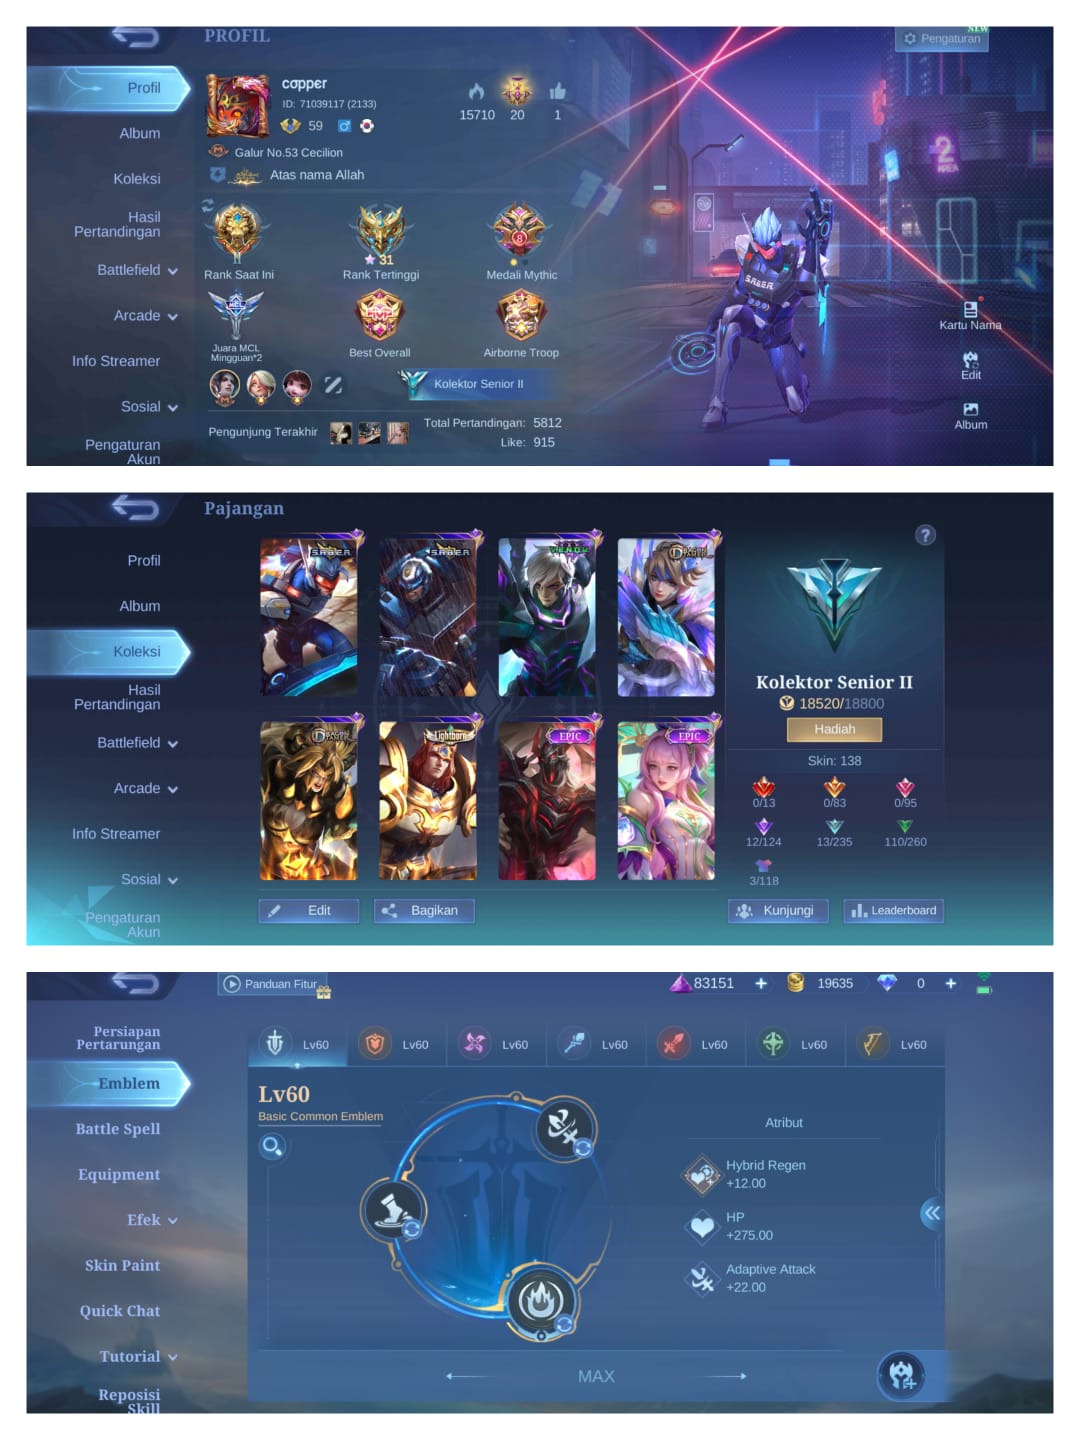 PROFIL
NEW
Pengaturan
Profil
Album
Koleksi
Hasil
Pertandingan
Battlefield
Arcade
Info Streamer
Sosial
Pengaturan
Akun
copper
ID: 71039117 (2133)
59
15710 20 1
Galur No.53 Cecilion
Atas nama Allah
II
31
8
Rank Saat Ini
Rank Tertinggi
Medali Mythic
MCL
Juara MCL
Mingguan*2
Best Overall
Airborne Troop
Kolektor Senior II
Pengunjung Terakhir
Total Pertandingan: 5812
Like: 915
SABER
2
AREA
Kartu Nama
Edit
Album
Pajangan
Profil
Album
Koleksi
Hasil
Pertandingan
Battlefield
Arcade
Info Streamer
Sosial
Pengaturan
Akun
S.A.B.E.R.
S.A.B.E.R.
V.E.N.O.M.
Lightborn
EPIC
EPIC
Edit
Bagikan
?
Kolektor Senior II
18520/18800
Hadiah
Skin: 138
0/13 0/83 0/95
12/124 13/235 110/260
3/118
Kunjungi
Leaderboard
Panduan Fitur
83151 + 19635 0 +
Persiapan
Pertarungan
Emblem
Battle Spell
Equipment
Efek
Skin Paint
Quick Chat
Tutorial
Reposisi
Skill
Lv60 Lv60 Lv60 Lv60 Lv60 Lv60 Lv60
Lv60
Basic Common Emblem
Atribut
Hybrid Regen
+12.00
HP
+275.00
Adaptive Attack
+22.00
MAX